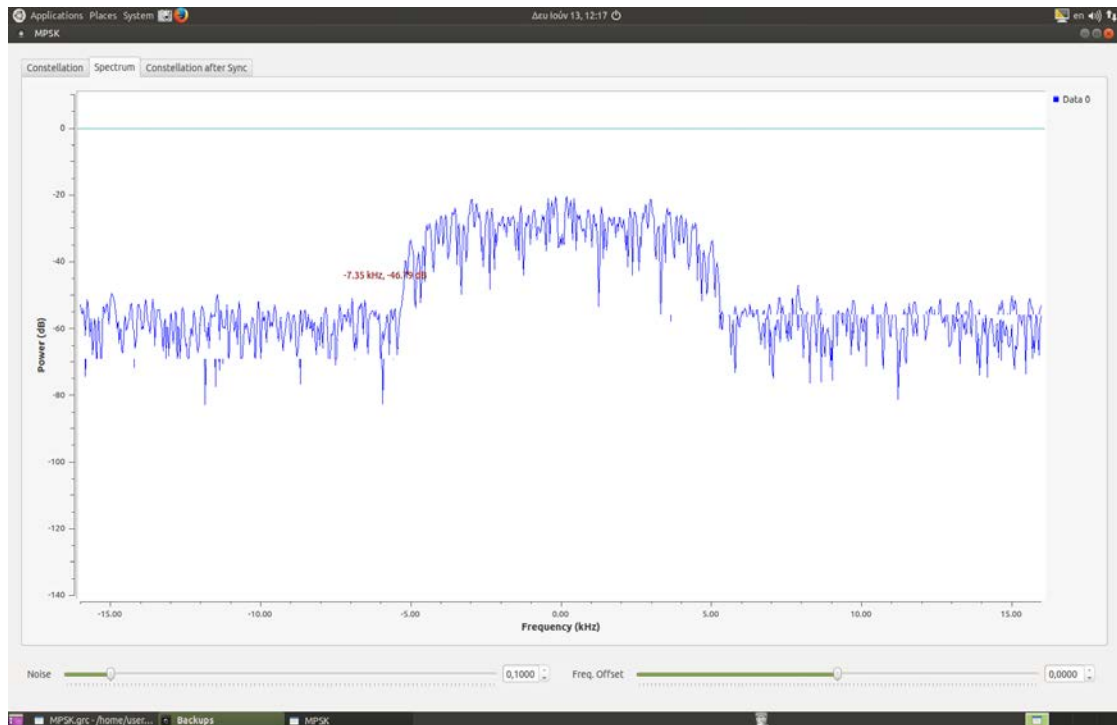 Applications Places System
Δευ Ιούν 13, 12:17
en
MPSK
Constellation
Spectrum
Constellation after Sync
Data 0
0
-20
-40
-60
-80
-100
-120
-140
Power (dB)
-7.35 kHz, -46.79 dB
-15.00
-10.00
-5.00
0.00
5.00
10.00
15.00
Frequency (kHz)
Noise
0,1000
Freq. Offset
0,0000
MPSK.grc - /home/user...
Backups
MPSK